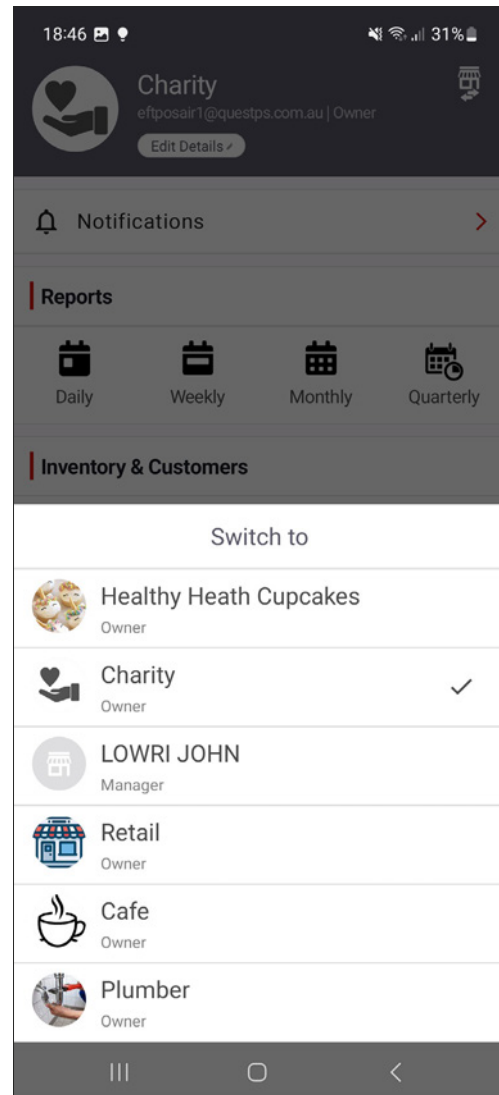 18:46 31%
Charity
eftposair1@questps.com.au | Owner
Edit Details
Notifications
Reports
Daily Weekly Monthly Quarterly
Inventory & Customers
Switch to
Healthy Heath Cupcakes
Owner
Charity
Owner
LOWRI JOHN
Manager
Retail
Owner
Cafe
Owner
Plumber
Owner